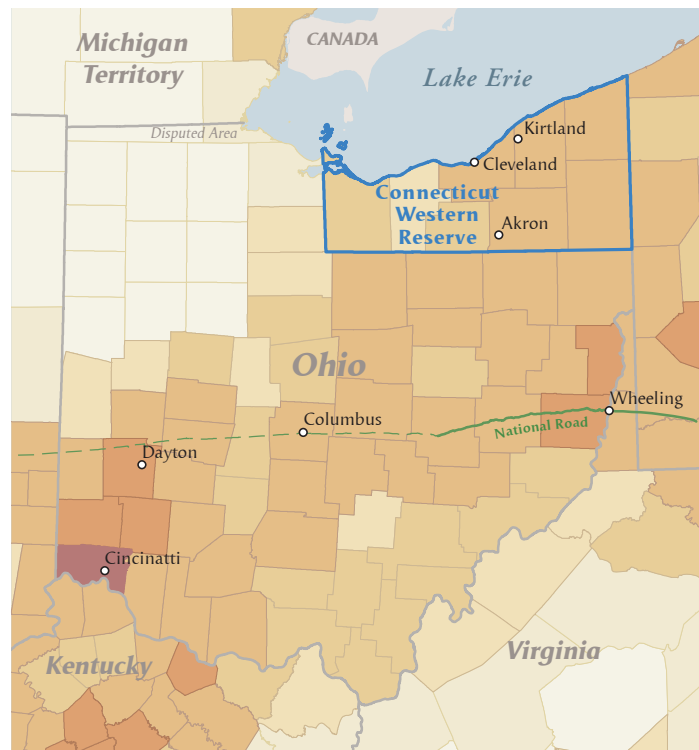 Michigan
Territory
CANADA
Lake Erie
Disputed Area
Kirtland
Cleveland
Connecticut
Western
Reserve
Akron
Ohio
Wheeling
National Road
Columbus
Dayton
Cincinatti
Kentucky
Virginia